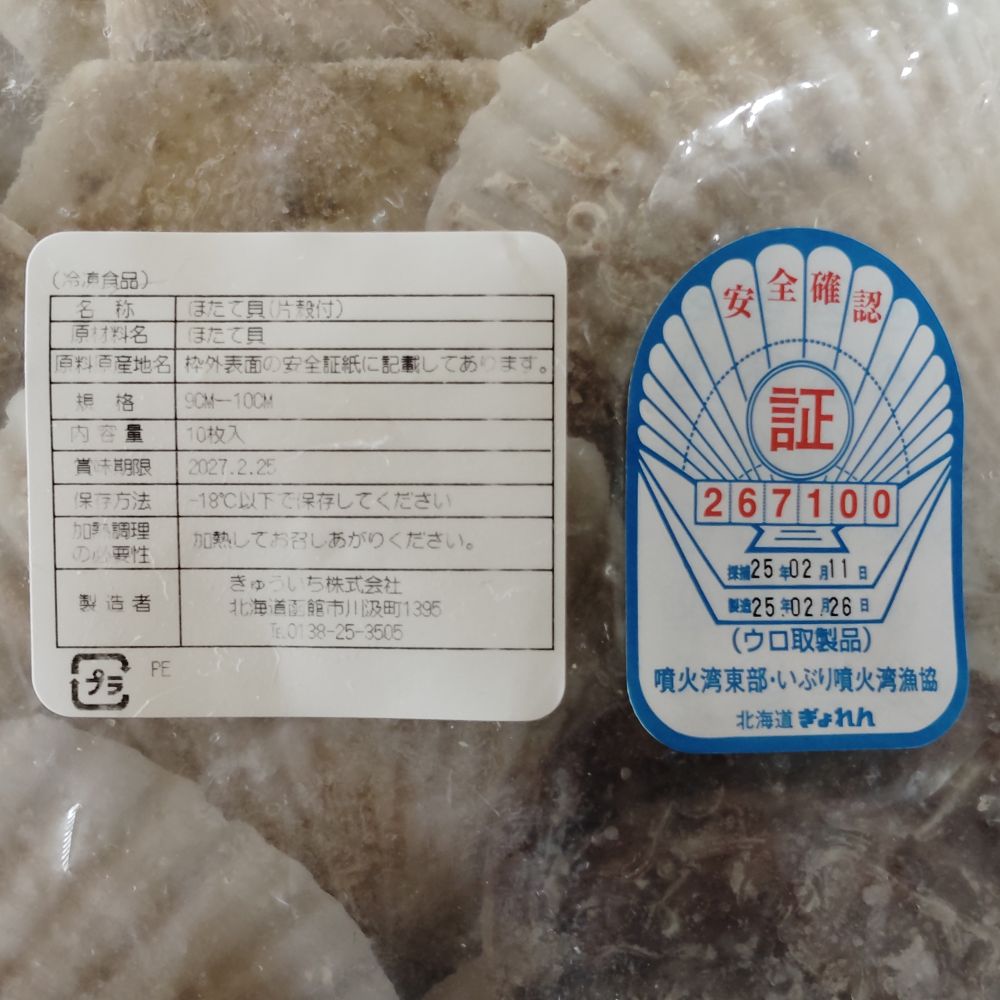 (冷凍食品)
名 称 ほたて貝(片殻付)
原材料名 ほたて貝
原料原産地名 枠外表面の安全証紙に記載してあります。
規 格 9CM−10CM
内 容 量 10枚入
賞味期限 2027.2.25
保存方法 -18℃以下で保存してください
加熱調理の必要性 加熱してお召しあがりください。
製 造 者 きゅういち株式会社
北海道函館市川汲町1395
℡0138-25-3505
プラ PE
安全確認
証
267100
採捕25年02月11日
製造25年02月26日
(ウロ取製品)
噴火湾東部・いぶり噴火湾漁協
北海道 ぎょれん